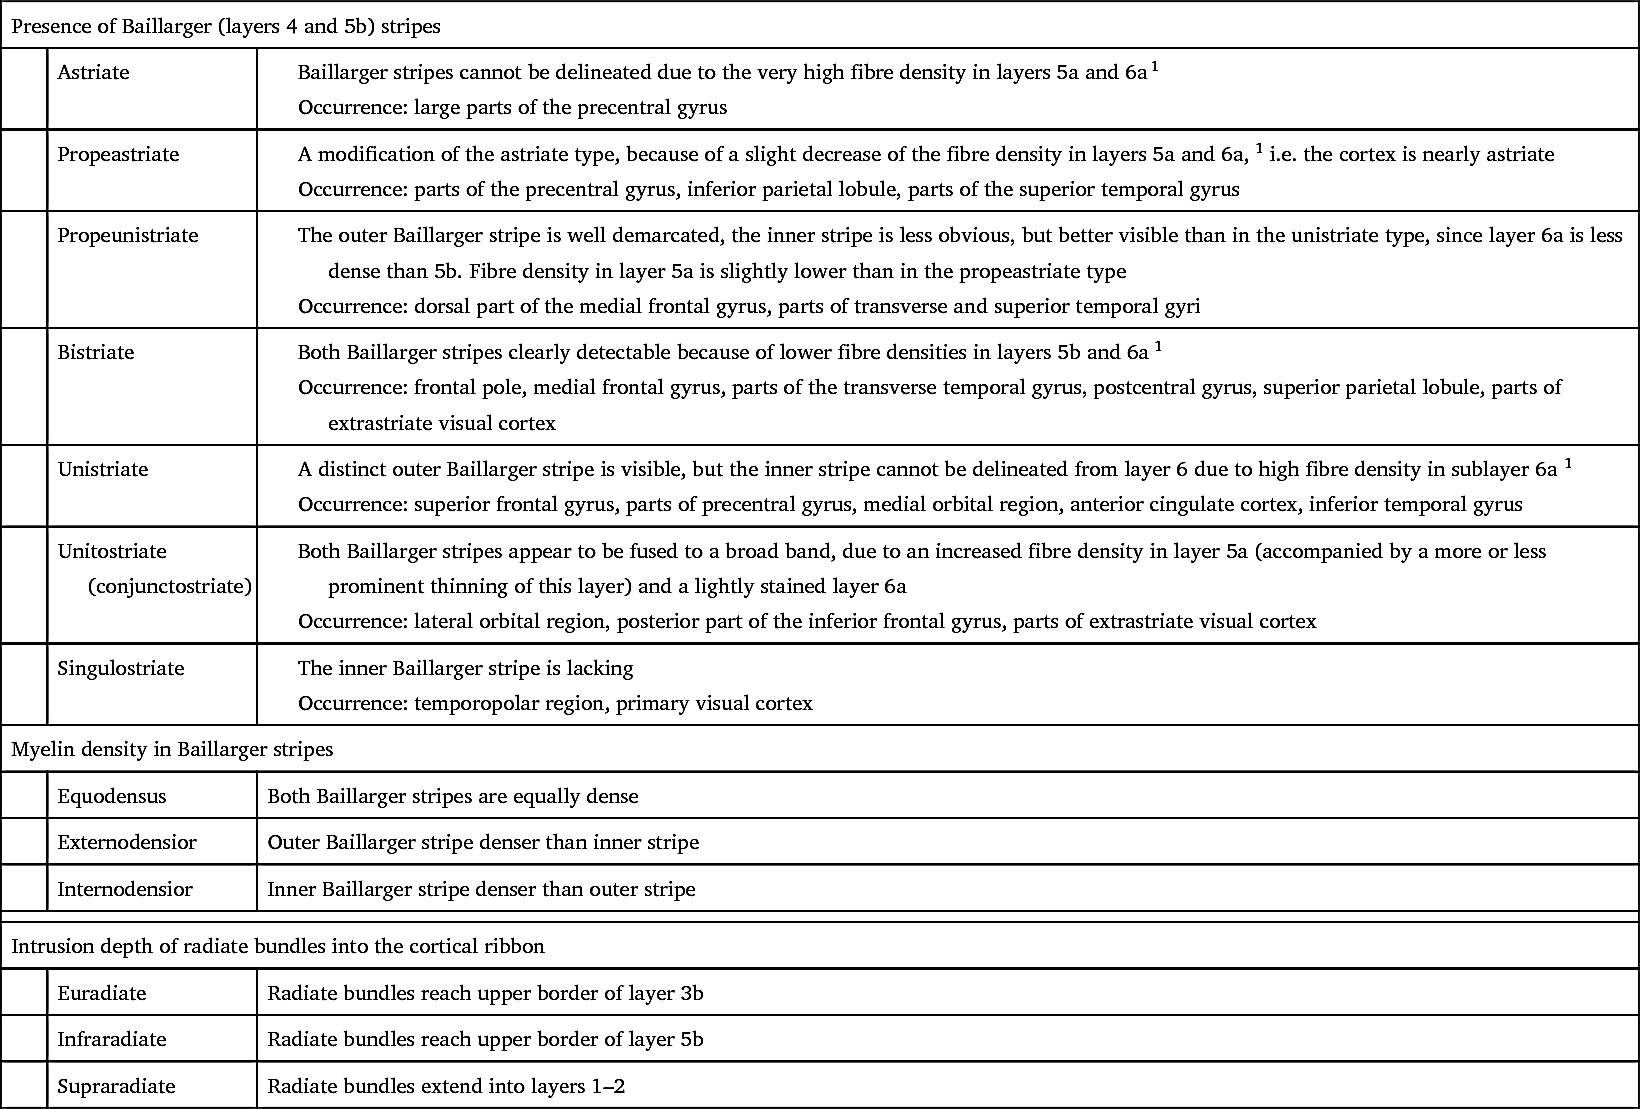 Presence of Baillarger (layers 4 and 5b) stripes
Astriate
Baillarger stripes cannot be delineated due to the very high fibre density in layers 5a and 6a 1
Occurrence: large parts of the precentral gyrus
Propeastriate
A modification of the astriate type, because of a slight decrease of the fibre density in layers 5a and 6a, 1 i.e. the cortex is nearly astriate
Occurrence: parts of the precentral gyrus, inferior parietal lobule, parts of the superior temporal gyrus
Propeunistriate
The outer Baillarger stripe is well demarcated, the inner stripe is less obvious, but better visible than in the unistriate type, since layer 6a is less
dense than 5b. Fibre density in layer 5a is slightly lower than in the propeastriate type
Occurrence: dorsal part of the medial frontal gyrus, parts of transverse and superior temporal gyri
Bistriate
Both Baillarger stripes clearly detectable because of lower fibre densities in layers 5b and 6a 1
Occurrence: frontal pole, medial frontal gyrus, parts of the transverse temporal gyrus, postcentral gyrus, superior parietal lobule, parts of
extrastriate visual cortex
Unistriate
A distinct outer Baillarger stripe is visible, but the inner stripe cannot be delineated from layer 6 due to high fibre density in sublayer 6a 1
Occurrence: superior frontal gyrus, parts of precentral gyrus, medial orbital region, anterior cingulate cortex, inferior temporal gyrus
Unitostriate
(conjunctostriate)
Both Baillarger stripes appear to be fused to a broad band, due to an increased fibre density in layer 5a (accompanied by a more or less
prominent thinning of this layer) and a lightly stained layer 6a
Occurrence: lateral orbital region, posterior part of the inferior frontal gyrus, parts of extrastriate visual cortex
Singulostriate
The inner Baillarger stripe is lacking
Occurrence: temporopolar region, primary visual cortex
Myelin density in Baillarger stripes
Equodensus
Both Baillarger stripes are equally dense
Externodensior
Outer Baillarger stripe denser than inner stripe
Internodensior
Inner Baillarger stripe denser than outer stripe
Intrusion depth of radiate bundles into the cortical ribbon
Euradiate
Radiate bundles reach upper border of layer 3b
Infraradiate
Radiate bundles reach upper border of layer 5b
Supraradiate
Radiate bundles extend into layers 1–2